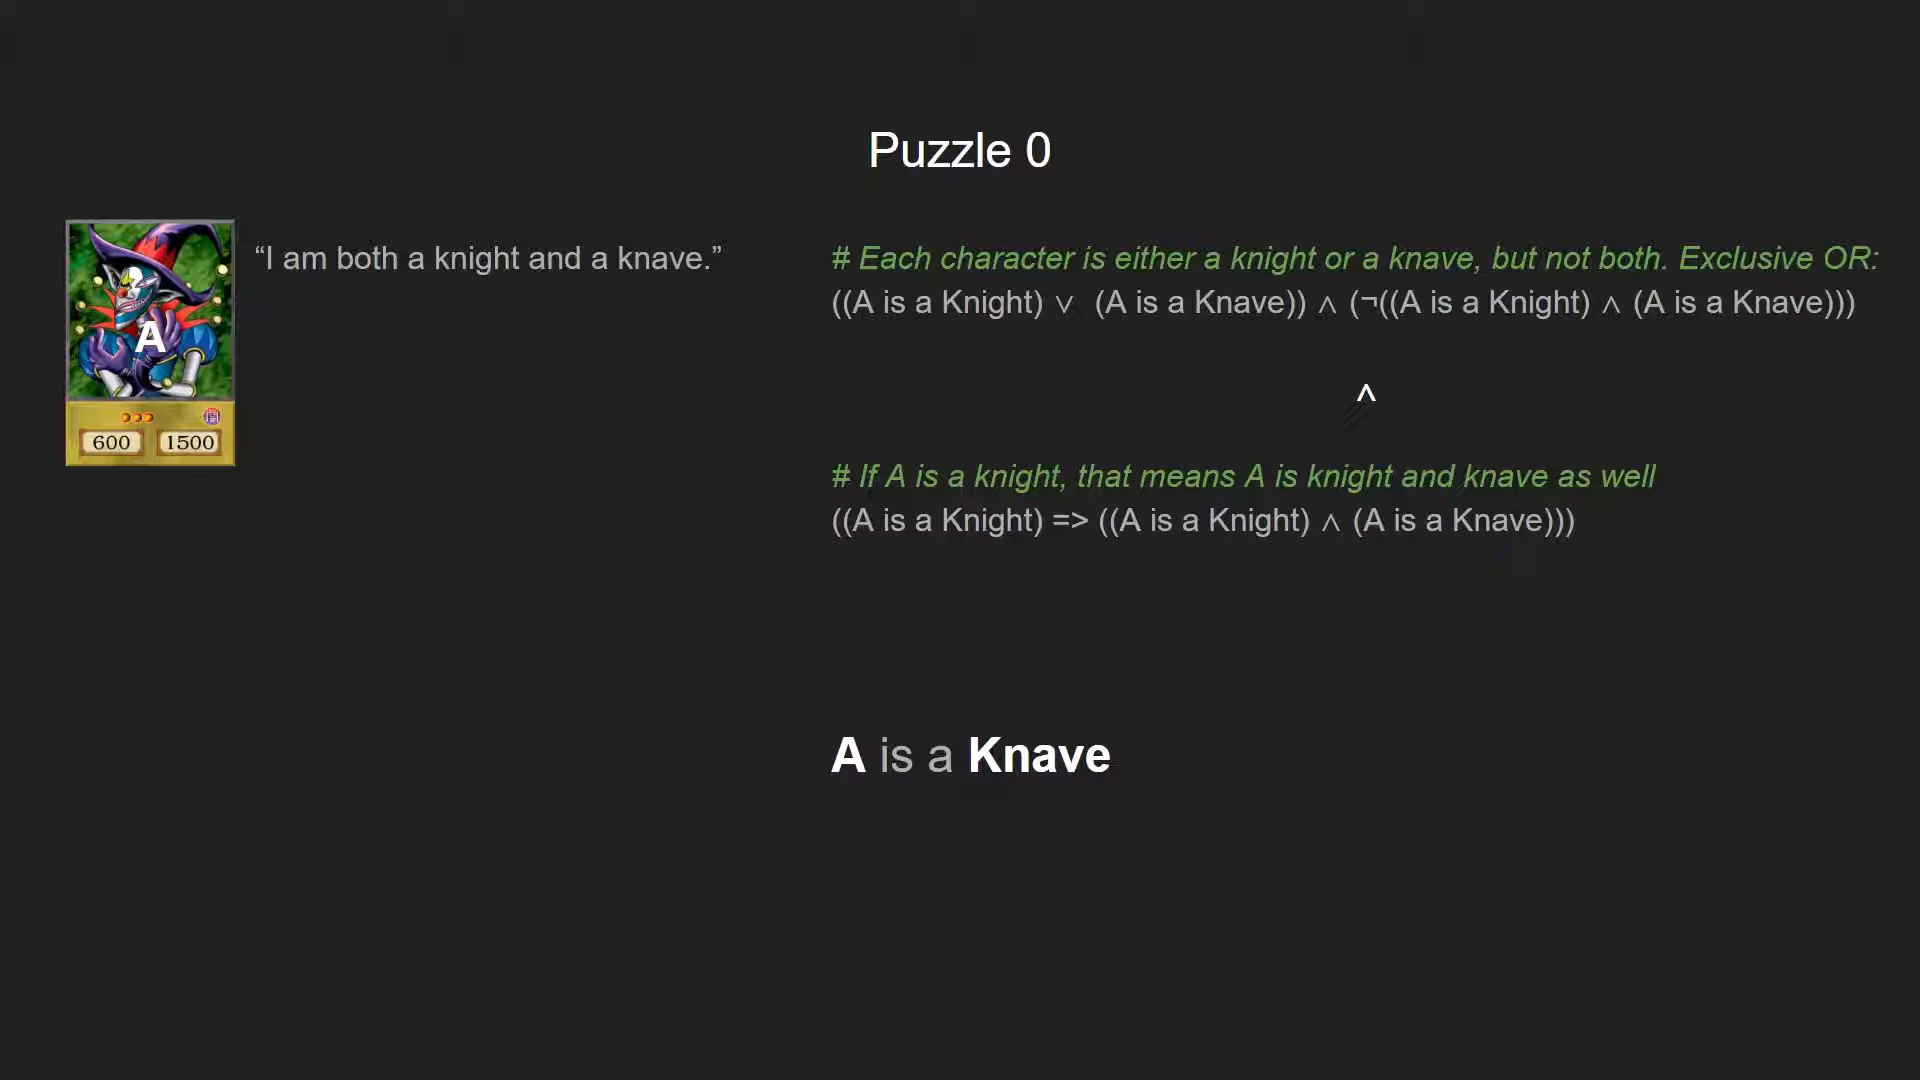 Puzzle 0
“I am both a knight and a knave.”
A
600 1500
# Each character is either a knight or a knave, but not both. Exclusive OR:
((A is a Knight) ∨ (A is a Knave)) ∧ (¬((A is a Knight) ∧ (A is a Knave)))
^
# If A is a knight, that means A is knight and knave as well
((A is a Knight) => ((A is a Knight) ∧ (A is a Knave)))
A is a Knave